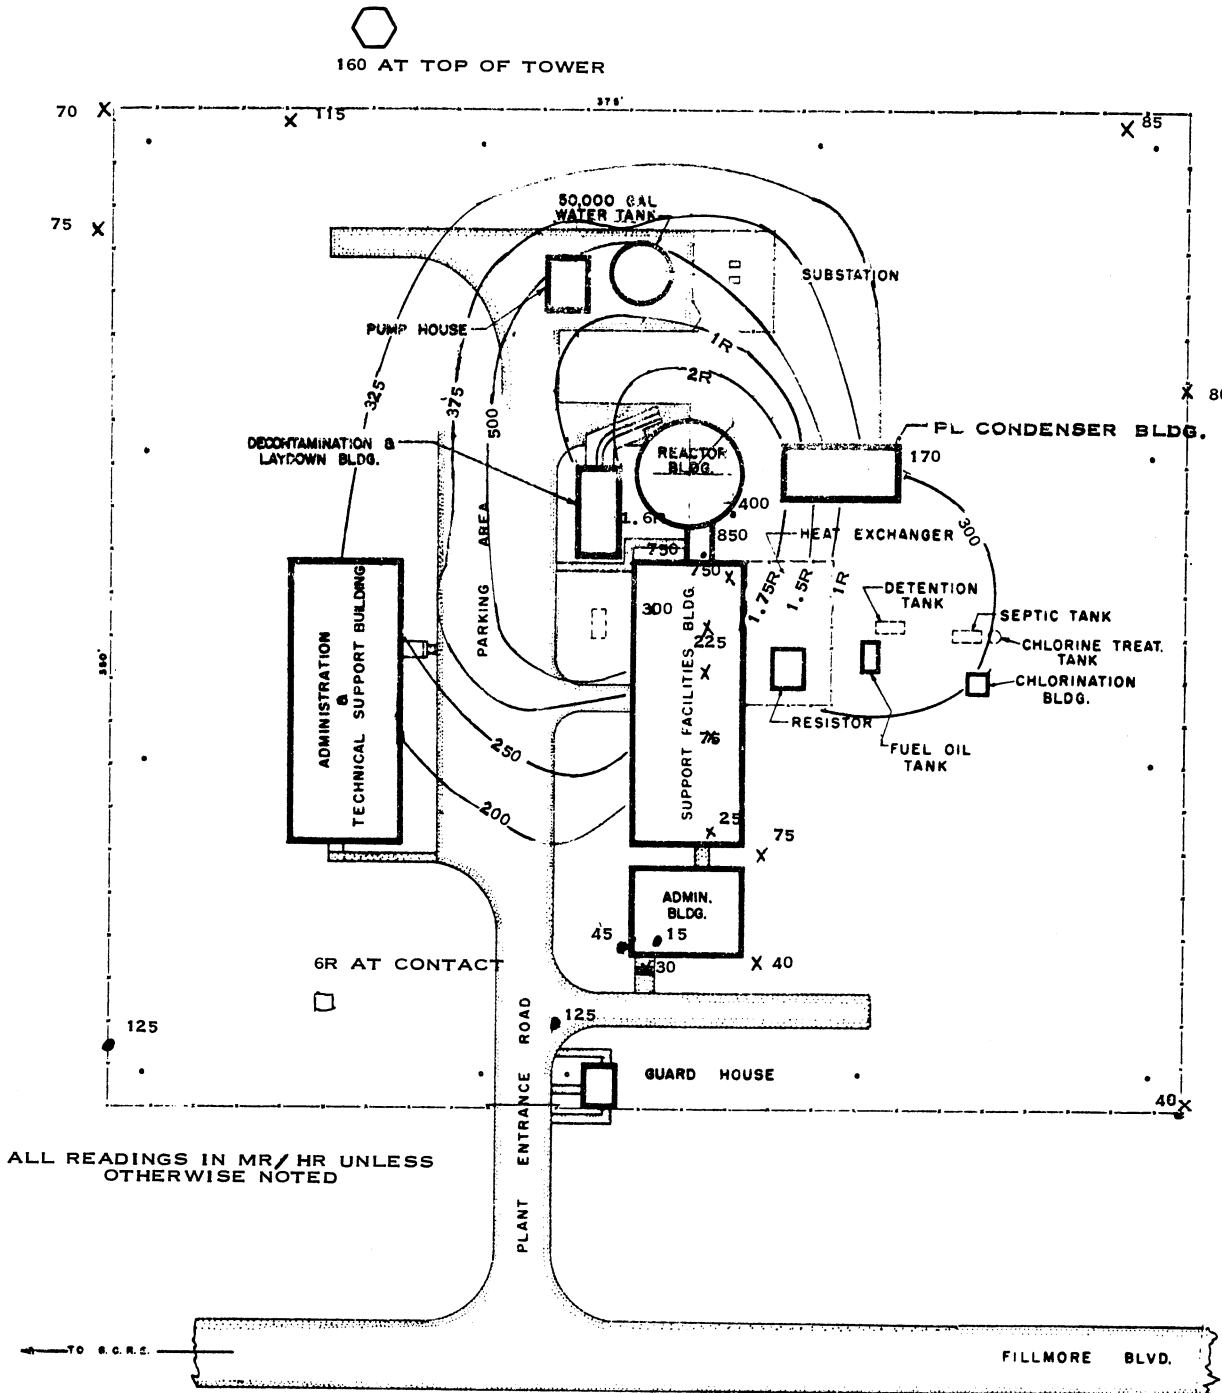 160 AT TOP OF TOWER
375'
70
115
85
75
50,000 GAL
WATER TANK
SUBSTATION
PUMP HOUSE
1R
2R
325
375
500
80
DECONTAMINATION &
LAYDOWN BLDG.
REACTOR
BLDG.
PL CONDENSER BLDG.
170
400
1.6R
850
HEAT EXCHANGER
300
750
750
1.75R
1.5R
1R
DETENTION
TANK
PARKING AREA
300
225
SEPTIC TANK
CHLORINE TREAT.
TANK
CHLORINATION
BLDG.
RESISTOR
FUEL OIL
TANK
ADMINISTRATION
&
TECHNICAL SUPPORT BUILDING
SUPPORT FACILITIES BLDG.
75
250
200
25
75
ADMIN.
BLDG.
45
15
30
40
6R AT CONTACT
125
125
GUARD HOUSE
40
PLANT ENTRANCE ROAD
ALL READINGS IN MR/HR UNLESS
OTHERWISE NOTED
TO G.C.R.E.
FILLMORE BLVD.